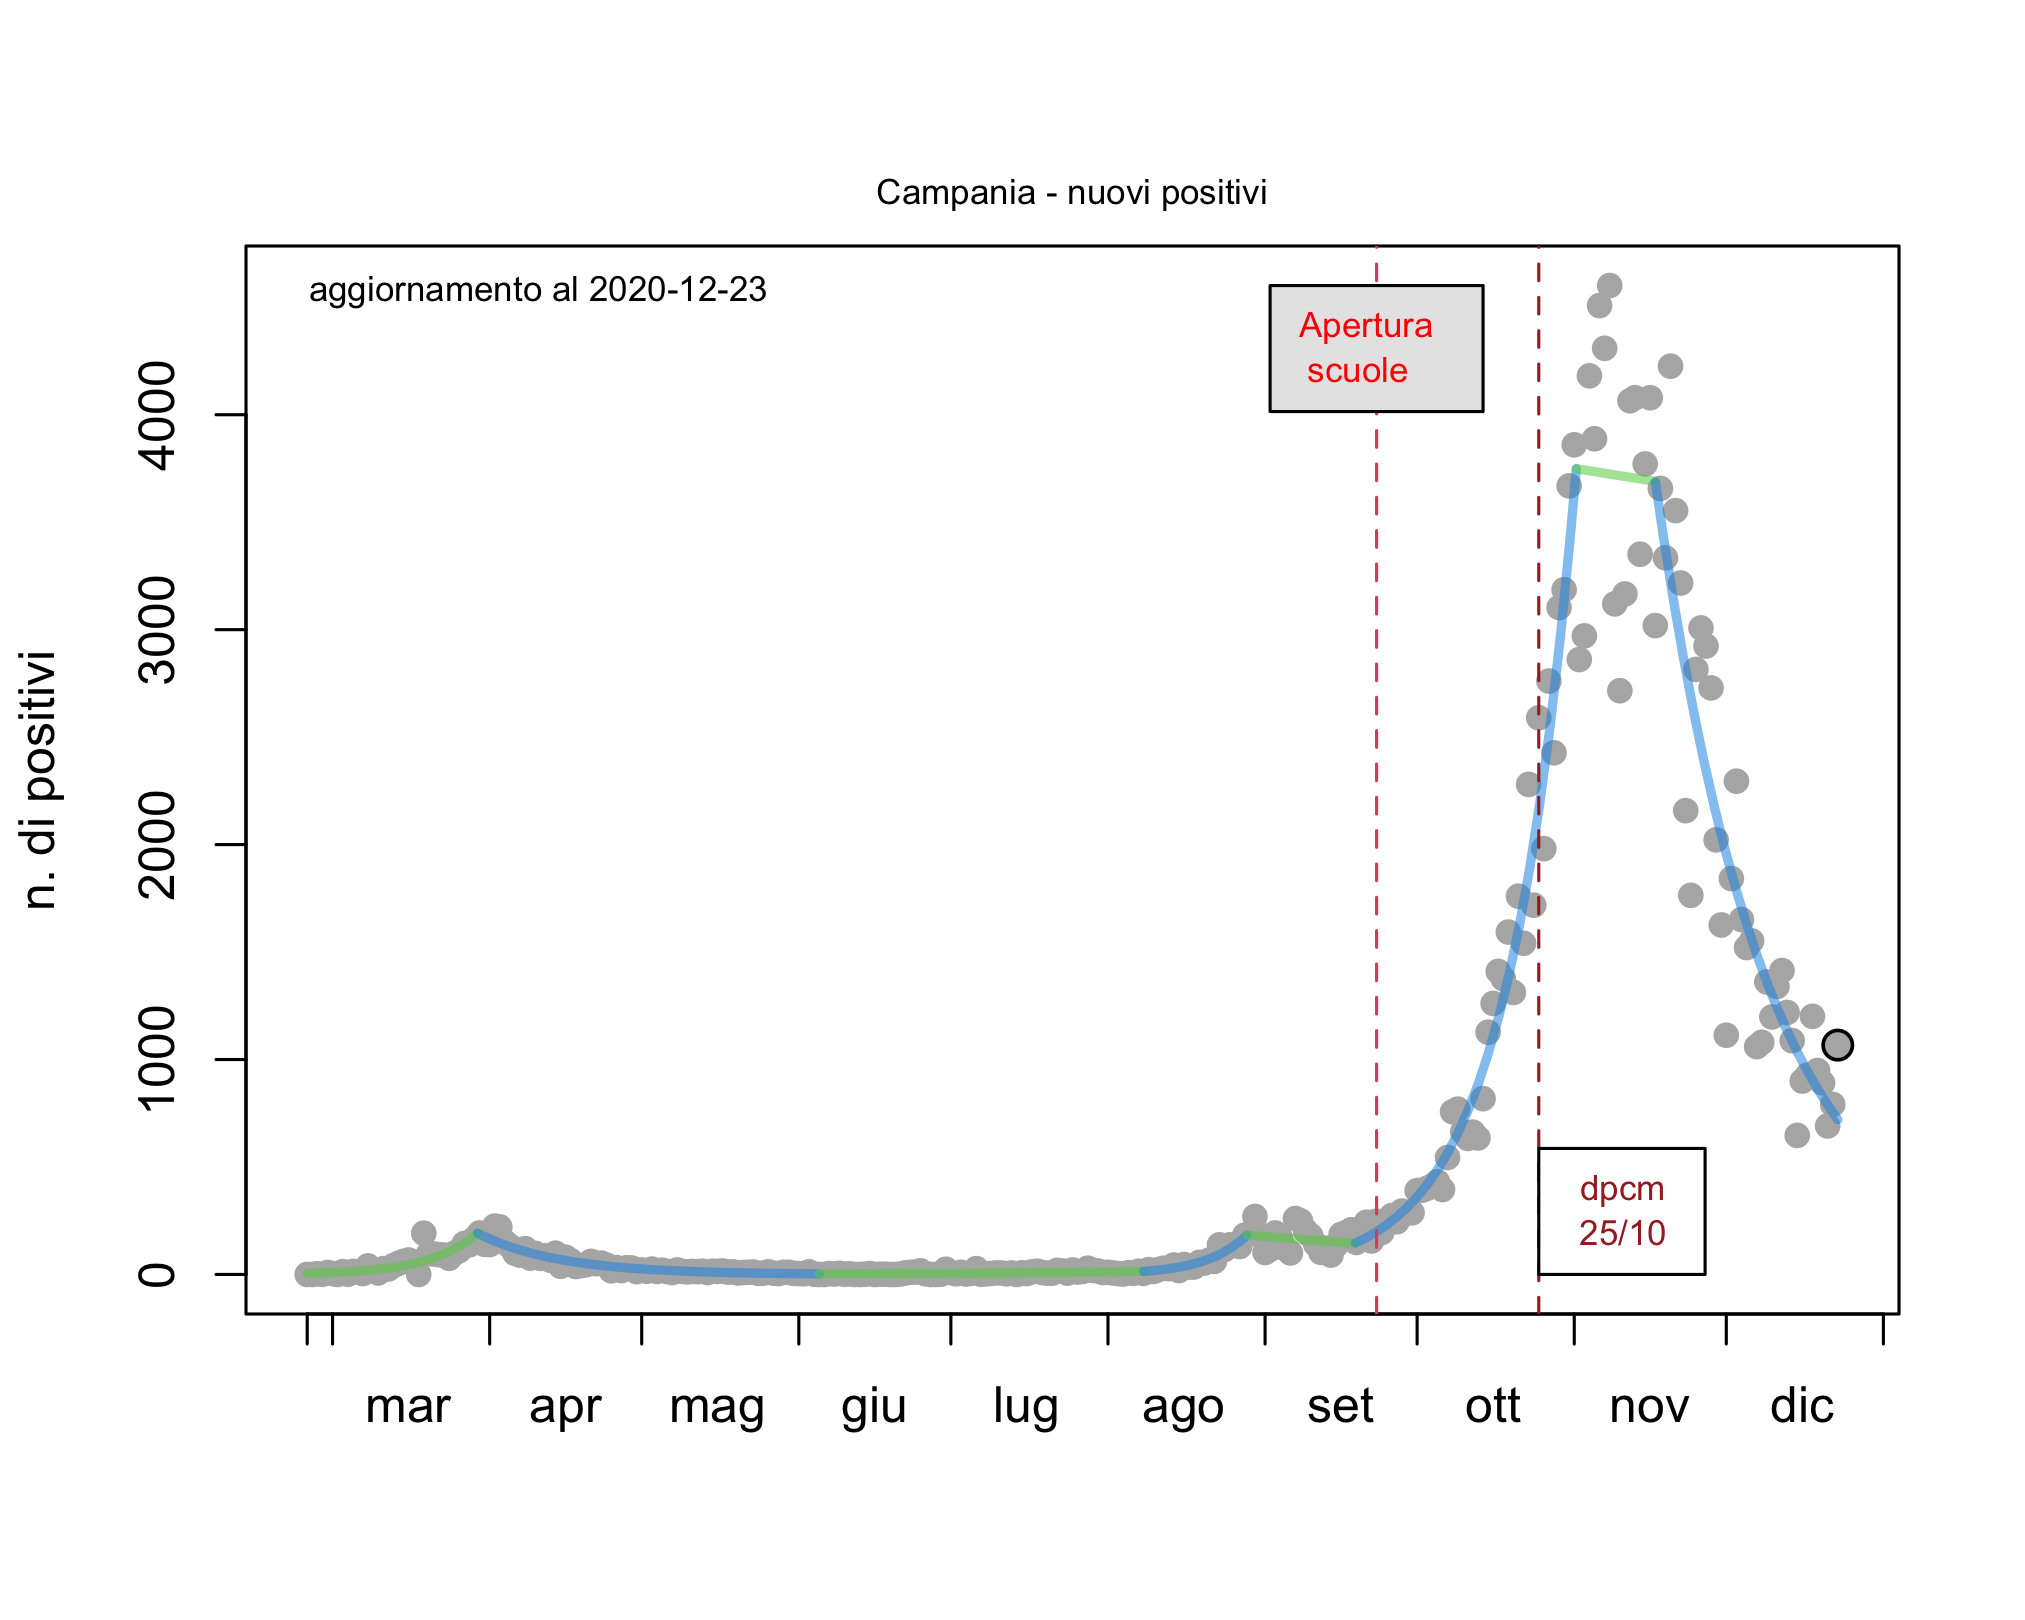 Campania - nuovi positivi
aggiornamento al 2020-12-23
Apertura
scuole
4000
3000
2000
1000
0
n. di positivi
dpcm
25/10
mar apr mag giu lug ago set ott nov dic